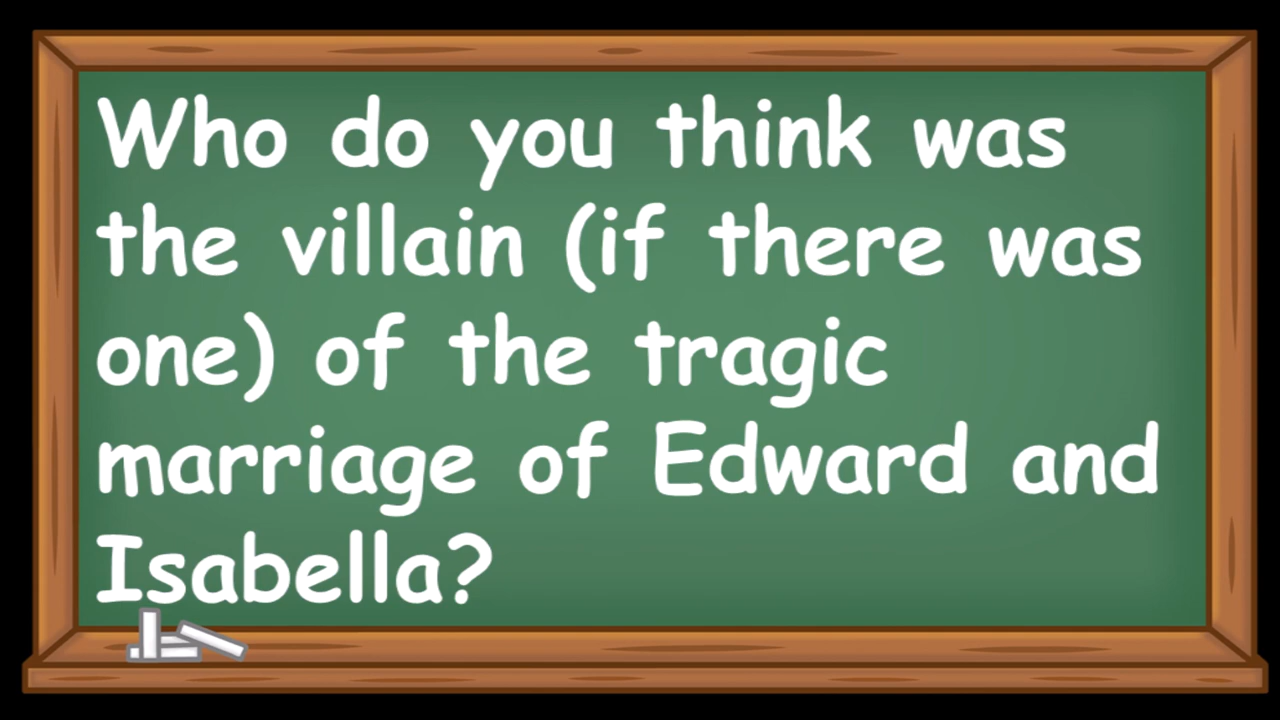 Who do you think was
the villain (if there was
one) of the tragic
marriage of Edward and
Isabella?